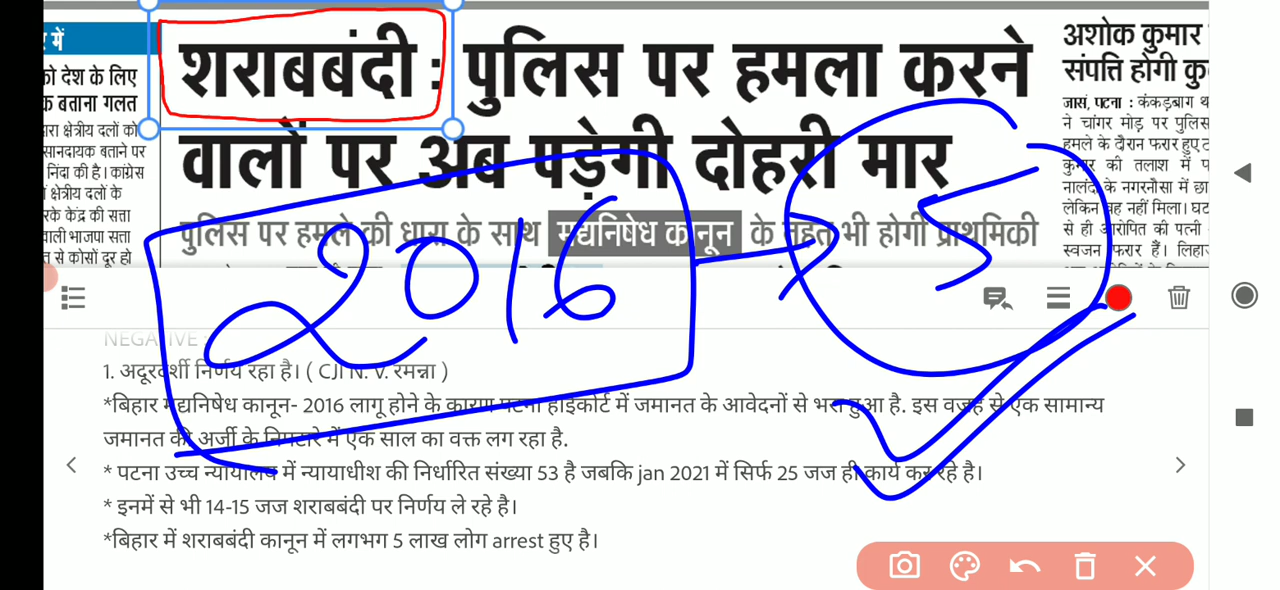 र में
को देश के लिए
क बताना गलत
ारा क्षेत्रीय दलों को
सानदायक बताने पर
निंदा की है। कांग्रेस
क्षेत्रीय दलों के
रके केंद्र की सत्ता
वाली भाजपा सत्ता
त से कोसों दूर हो
शराबबंदी : पुलिस पर हमला करने
वालों पर अब पड़ेगी दोहरी मार
पुलिस पर हमले की धारा के साथ मद्यनिषेध कानून के तहत भी होगी प्राथमिकी
अशोक कुमार
संपत्ति होगी कु
जासं, पटना : कंकड़बाग थ
ने चांगर मोड़ पर पुलिस
हमले के दौरान फरार हुए
कुमार की तलाश में प
नालंदा के नगरनौसा में छा
लेकिन वह नहीं मिला। घट
से ही आरोपित की पत्नी
स्वजन फरार हैं। लिहा
2016
5
NEGATIVE :
1. अदूरदर्शी निर्णय रहा है। ( CJI N. V. रमन्ना )
*बिहार मद्यनिषेध कानून- 2016 लागू होने के कारण पटना हाइकोर्ट में जमानत के आवेदनों से भरा हुआ है. इस वजह से एक सामान्य
जमानत की अर्जी के निपटारे में एक साल का वक्त लग रहा है.
* पटना उच्च न्यायालय में न्यायाधीश की निर्धारित संख्या 53 है जबकि jan 2021 में सिर्फ 25 जज ही कार्य कर रहे है।
* इनमें से भी 14-15 जज शराबबंदी पर निर्णय ले रहे है।
*बिहार में शराबबंदी कानून में लगभग 5 लाख लोग arrest हुए है।